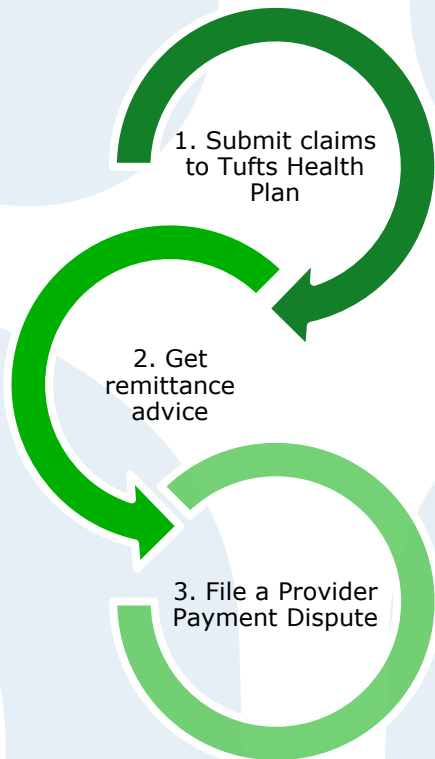 1. Submit claims
to Tufts Health
Plan
2. Get
remittance
advice
3. File a Provider
Payment Dispute